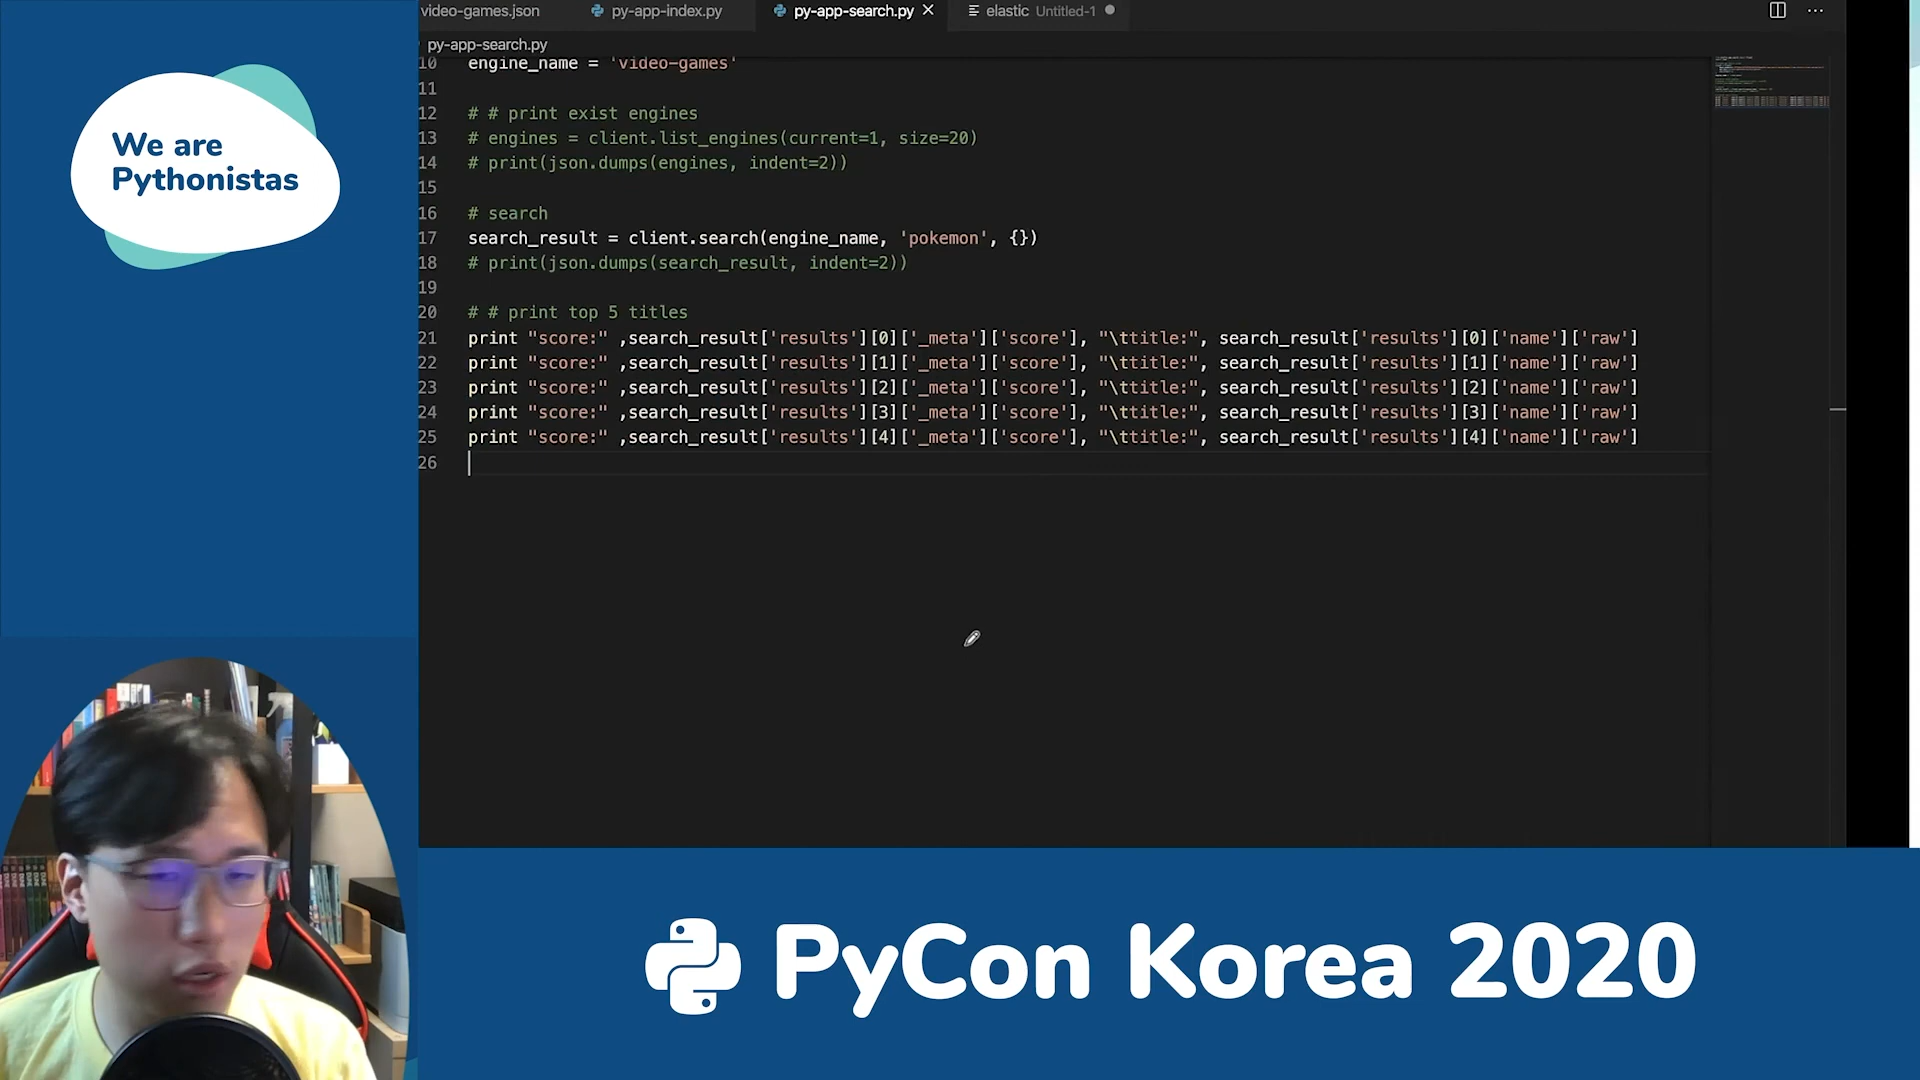 We are
Pythonistas
video-games.json
py-app-index.py
py-app-search.py
elastic Untitled-1
py-app-search.py
10 engine_name = 'video-games'
11
12 # # print exist engines
13 # engines = client.list_engines(current=1, size=20)
14 # print(json.dumps(engines, indent=2))
15
16 # search
17 search_result = client.search(engine_name, 'pokemon', {})
18 # print(json.dumps(search_result, indent=2))
19
20 # # print top 5 titles
21 print "score:" ,search_result['results'][0]['_meta']['score'], "\ttitle:", search_result['results'][0]['name']['raw']
22 print "score:" ,search_result['results'][1]['_meta']['score'], "\ttitle:", search_result['results'][1]['name']['raw']
23 print "score:" ,search_result['results'][2]['_meta']['score'], "\ttitle:", search_result['results'][2]['name']['raw']
24 print "score:" ,search_result['results'][3]['_meta']['score'], "\ttitle:", search_result['results'][3]['name']['raw']
25 print "score:" ,search_result['results'][4]['_meta']['score'], "\ttitle:", search_result['results'][4]['name']['raw']
26
PyCon Korea 2020